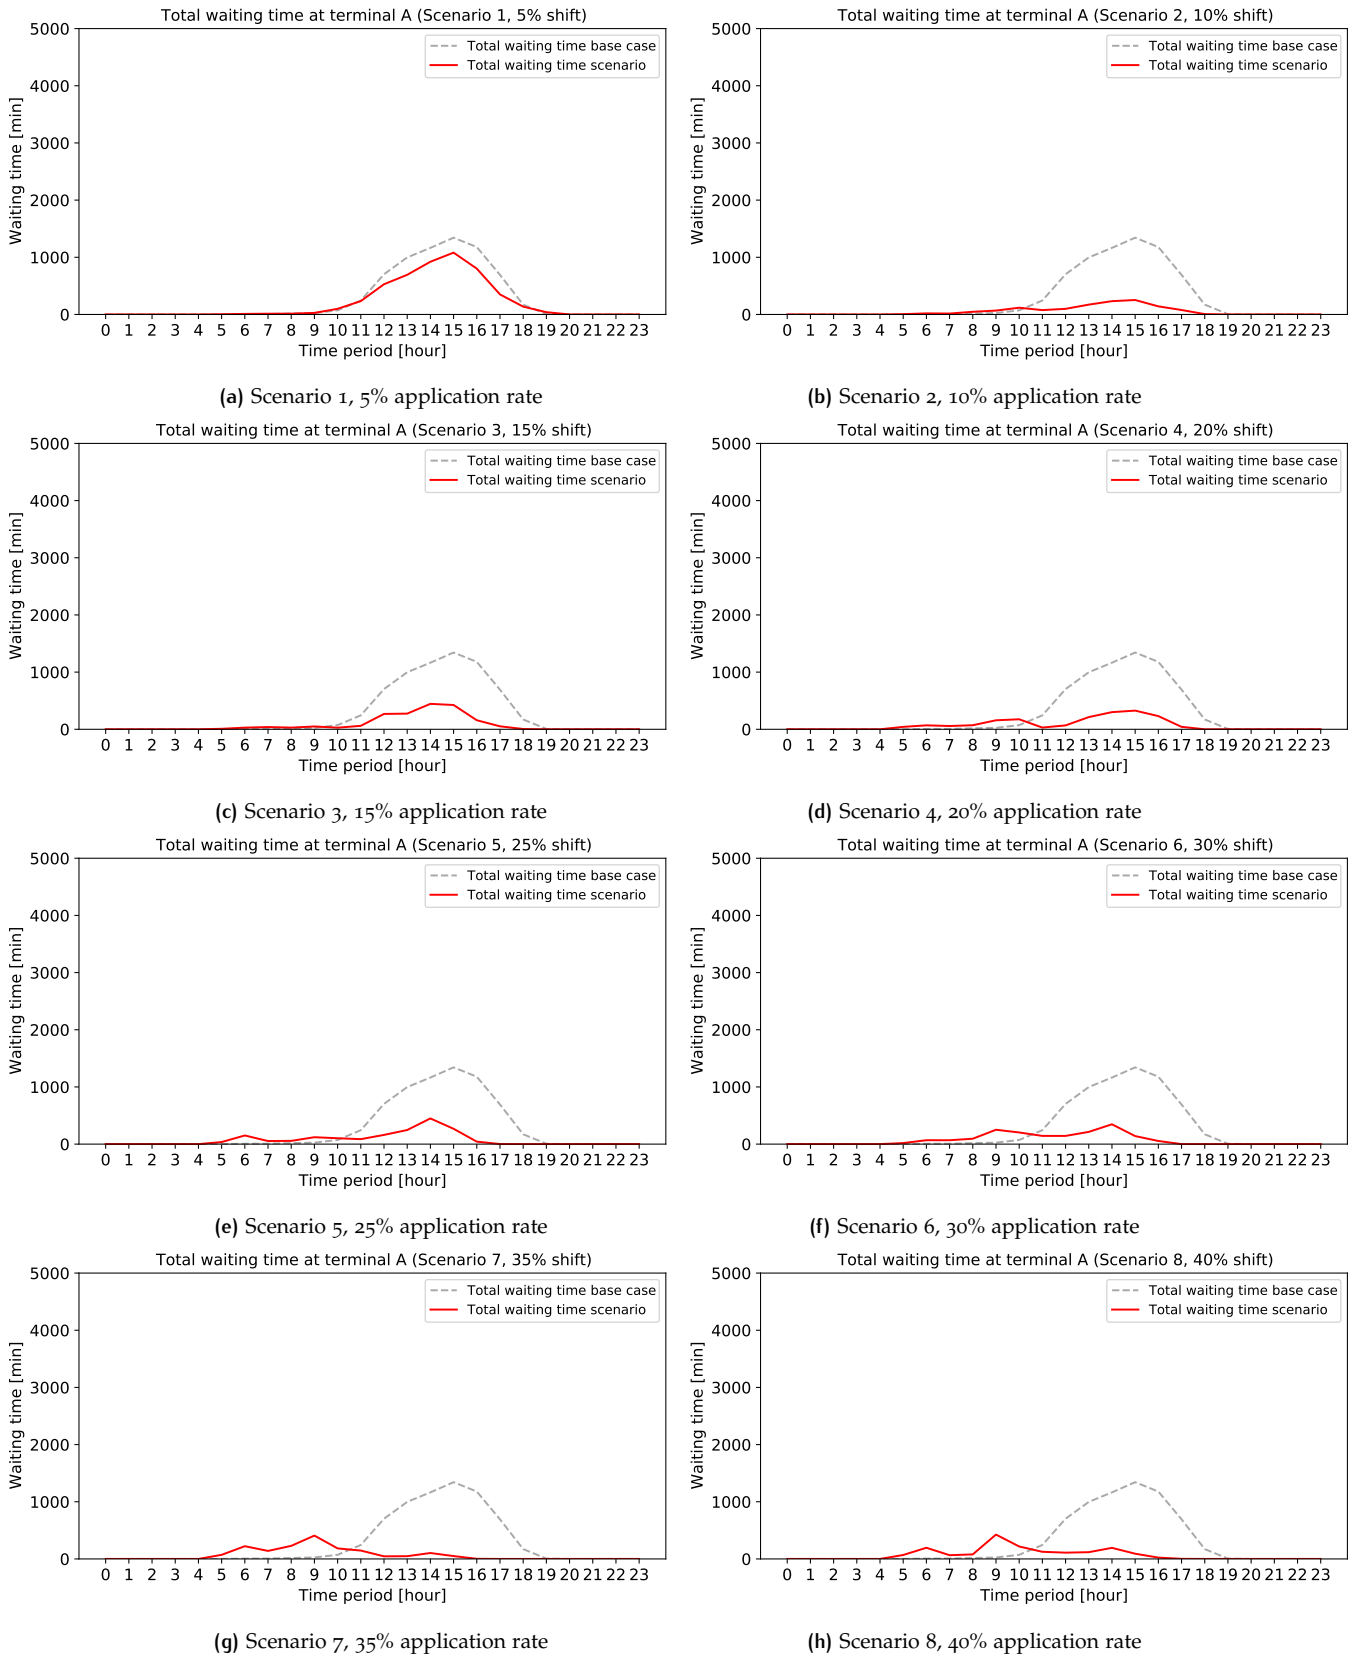 Total waiting time at terminal A (Scenario 1, 5% shift)
5000
4000
3000
2000
1000
0
Waiting time [min]
Total waiting time base case
Total waiting time scenario
0 1 2 3 4 5 6 7 8 9 10 11 12 13 14 15 16 17 18 19 20 21 22 23
Time period [hour]
(a) Scenario 1, 5% application rate
Total waiting time at terminal A (Scenario 2, 10% shift)
5000
4000
3000
2000
1000
0
Waiting time [min]
Total waiting time base case
Total waiting time scenario
0 1 2 3 4 5 6 7 8 9 10 11 12 13 14 15 16 17 18 19 20 21 22 23
Time period [hour]
(b) Scenario 2, 10% application rate
Total waiting time at terminal A (Scenario 3, 15% shift)
5000
4000
3000
2000
1000
0
Waiting time [min]
Total waiting time base case
Total waiting time scenario
0 1 2 3 4 5 6 7 8 9 10 11 12 13 14 15 16 17 18 19 20 21 22 23
Time period [hour]
(c) Scenario 3, 15% application rate
Total waiting time at terminal A (Scenario 4, 20% shift)
5000
4000
3000
2000
1000
0
Waiting time [min]
Total waiting time base case
Total waiting time scenario
0 1 2 3 4 5 6 7 8 9 10 11 12 13 14 15 16 17 18 19 20 21 22 23
Time period [hour]
(d) Scenario 4, 20% application rate
Total waiting time at terminal A (Scenario 5, 25% shift)
5000
4000
3000
2000
1000
0
Waiting time [min]
Total waiting time base case
Total waiting time scenario
0 1 2 3 4 5 6 7 8 9 10 11 12 13 14 15 16 17 18 19 20 21 22 23
Time period [hour]
(e) Scenario 5, 25% application rate
Total waiting time at terminal A (Scenario 6, 30% shift)
5000
4000
3000
2000
1000
0
Waiting time [min]
Total waiting time base case
Total waiting time scenario
0 1 2 3 4 5 6 7 8 9 10 11 12 13 14 15 16 17 18 19 20 21 22 23
Time period [hour]
(f) Scenario 6, 30% application rate
Total waiting time at terminal A (Scenario 7, 35% shift)
5000
4000
3000
2000
1000
0
Waiting time [min]
Total waiting time base case
Total waiting time scenario
0 1 2 3 4 5 6 7 8 9 10 11 12 13 14 15 16 17 18 19 20 21 22 23
Time period [hour]
(g) Scenario 7, 35% application rate
Total waiting time at terminal A (Scenario 8, 40% shift)
5000
4000
3000
2000
1000
0
Waiting time [min]
Total waiting time base case
Total waiting time scenario
0 1 2 3 4 5 6 7 8 9 10 11 12 13 14 15 16 17 18 19 20 21 22 23
Time period [hour]
(h) Scenario 8, 40% application rate